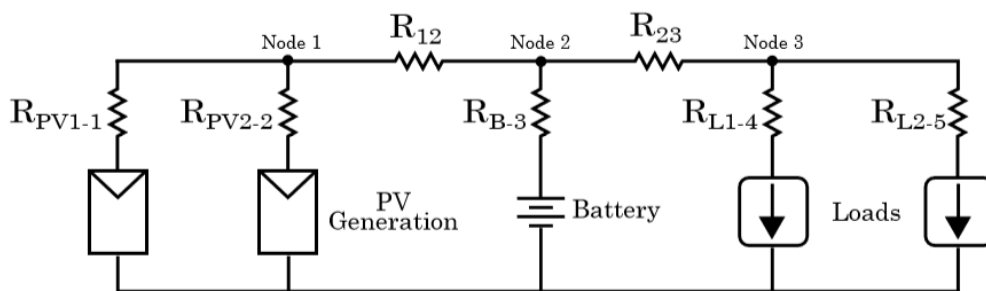 Node 1
R12
Node 2
R23
Node 3
RPV1-1
RPV2-2
RB-3
RL1-4
RL2-5
PV
Generation
Battery
Loads